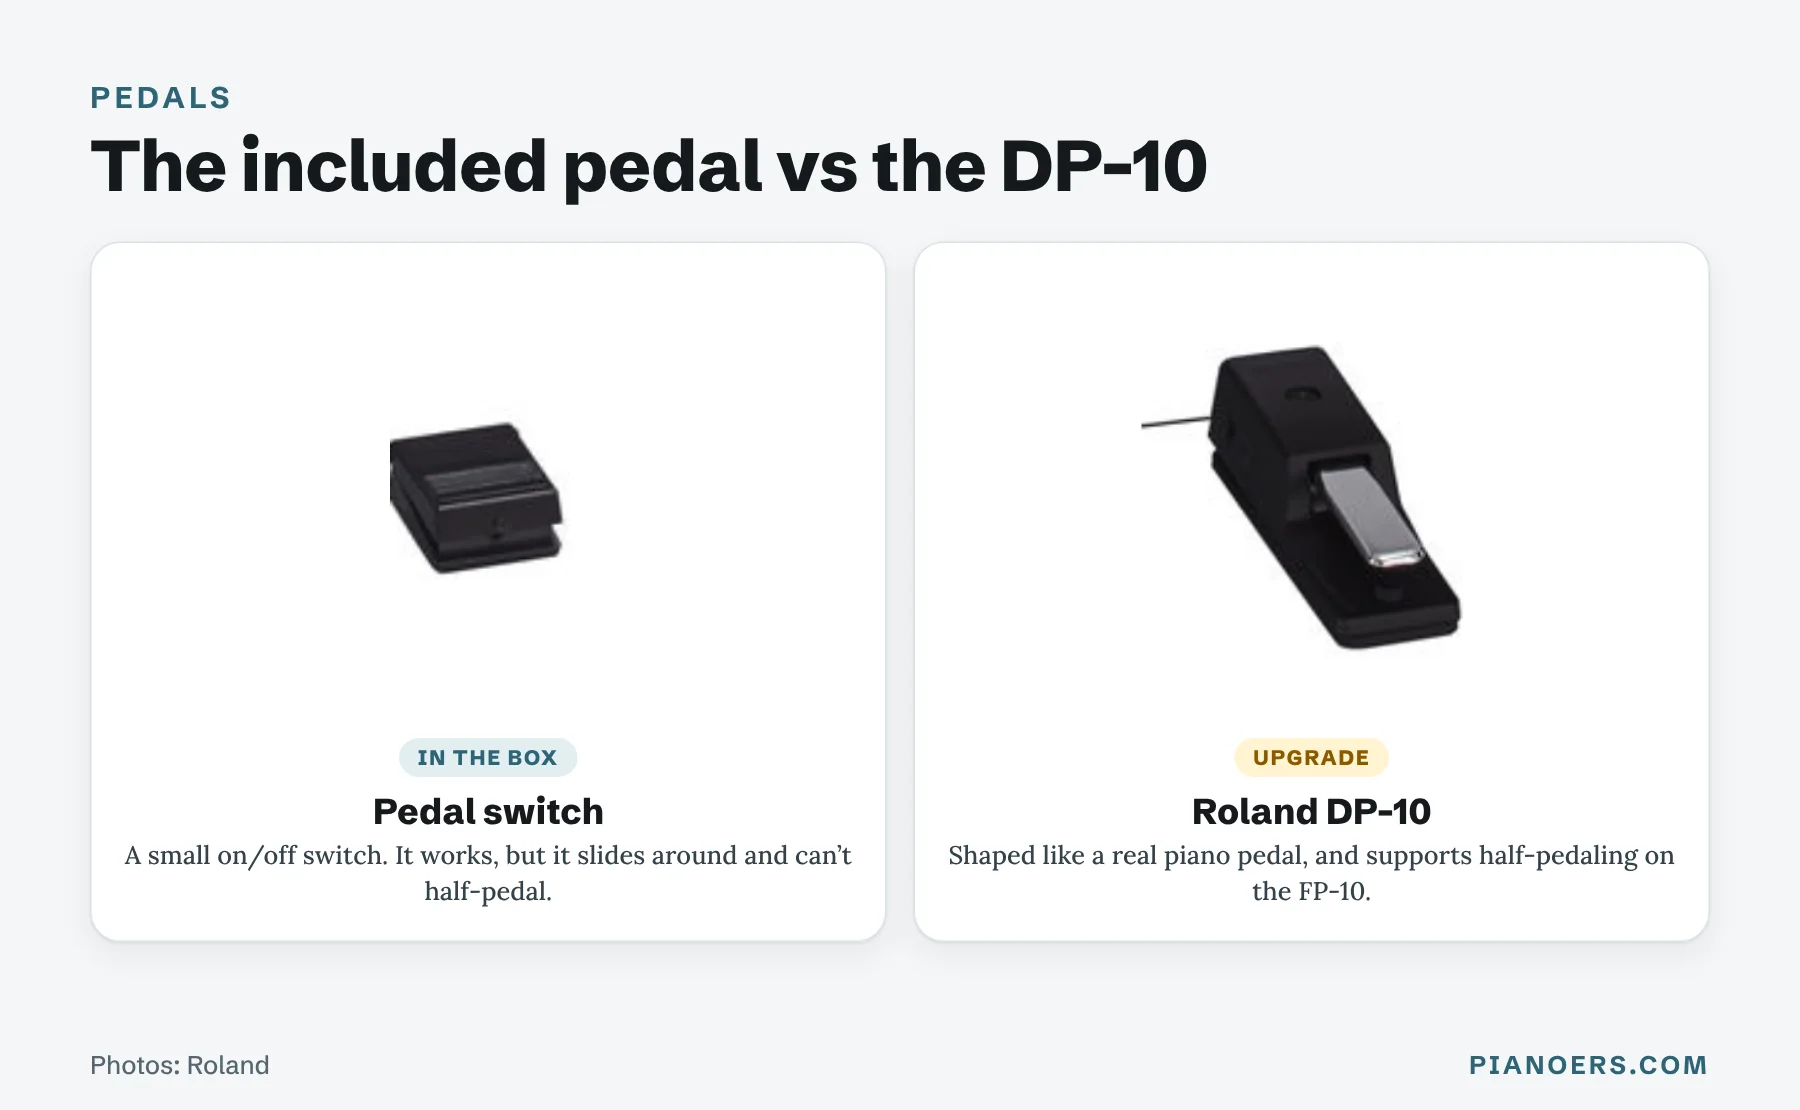 PEDALS
The included pedal vs the DP-10
IN THE BOX
Pedal switch
A small on/off switch. It works, but it slides around and can’t
half-pedal.
UPGRADE
Roland DP-10
Shaped like a real piano pedal, and supports half-pedaling on
the FP-10.
Photos: Roland
PIANOERS.COM